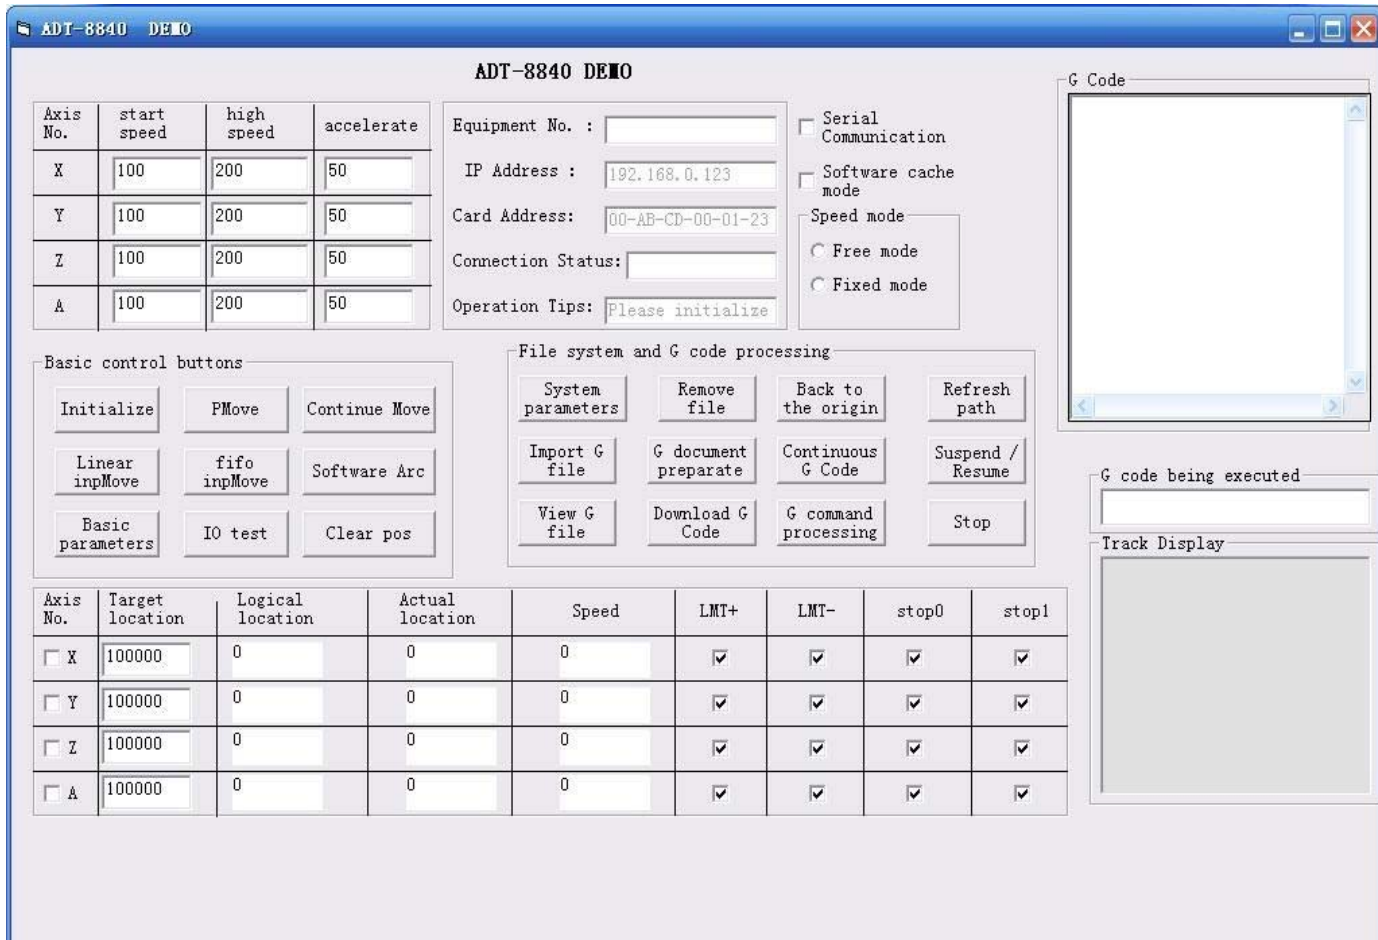 ADT-8840 DEMO
ADT-8840 DEMO
Axis No. start speed high speed accelerate
X 100 200 50
Y 100 200 50
Z 100 200 50
A 100 200 50
Equipment No. :
IP Address : 192.168.0.123
Card Address: 00-AB-CD-00-01-23
Connection Status:
Operation Tips: Please initialize
Serial Communication
Software cache mode
Speed mode
Free mode
Fixed mode
G Code
Basic control buttons
Initialize PMove Continue Move
Linear inpMove fifo inpMove Software Arc
Basic parameters IO test Clear pos
File system and G code processing
System parameters Remove file Back to the origin Refresh path
Import G file G document preparate Continuous G Code Suspend / Resume
View G file Download G Code G command processing Stop
G code being executed
Track Display
Axis No. Target location Logical location Actual location Speed LMT+ LMT- stop0 stop1
X 100000 0 0 0
Y 100000 0 0 0
Z 100000 0 0 0
A 100000 0 0 0